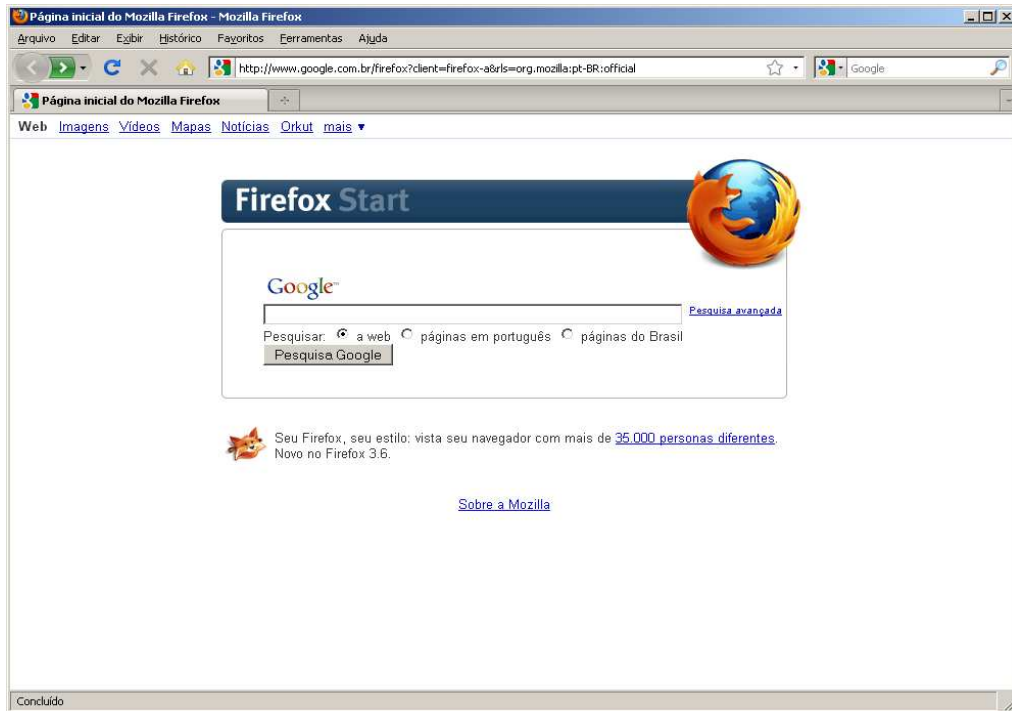 Página inicial do Mozilla Firefox - Mozilla Firefox
Arquivo Editar Exibir Histórico Favoritos Ferramentas Ajuda
http://www.google.com.br/firefox?client=firefox-a&rls=org.mozilla:pt-BR:official Google
Página inicial do Mozilla Firefox
Web Imagens Vídeos Mapas Notícias Orkut mais ▼
Firefox Start
Google™
Pesquisa avançada
Pesquisar: a web páginas em português páginas do Brasil
Pesquisa Google
Seu Firefox, seu estilo: vista seu navegador com mais de 35.000 personas diferentes.
Novo no Firefox 3.6.
Sobre a Mozilla
Concluído